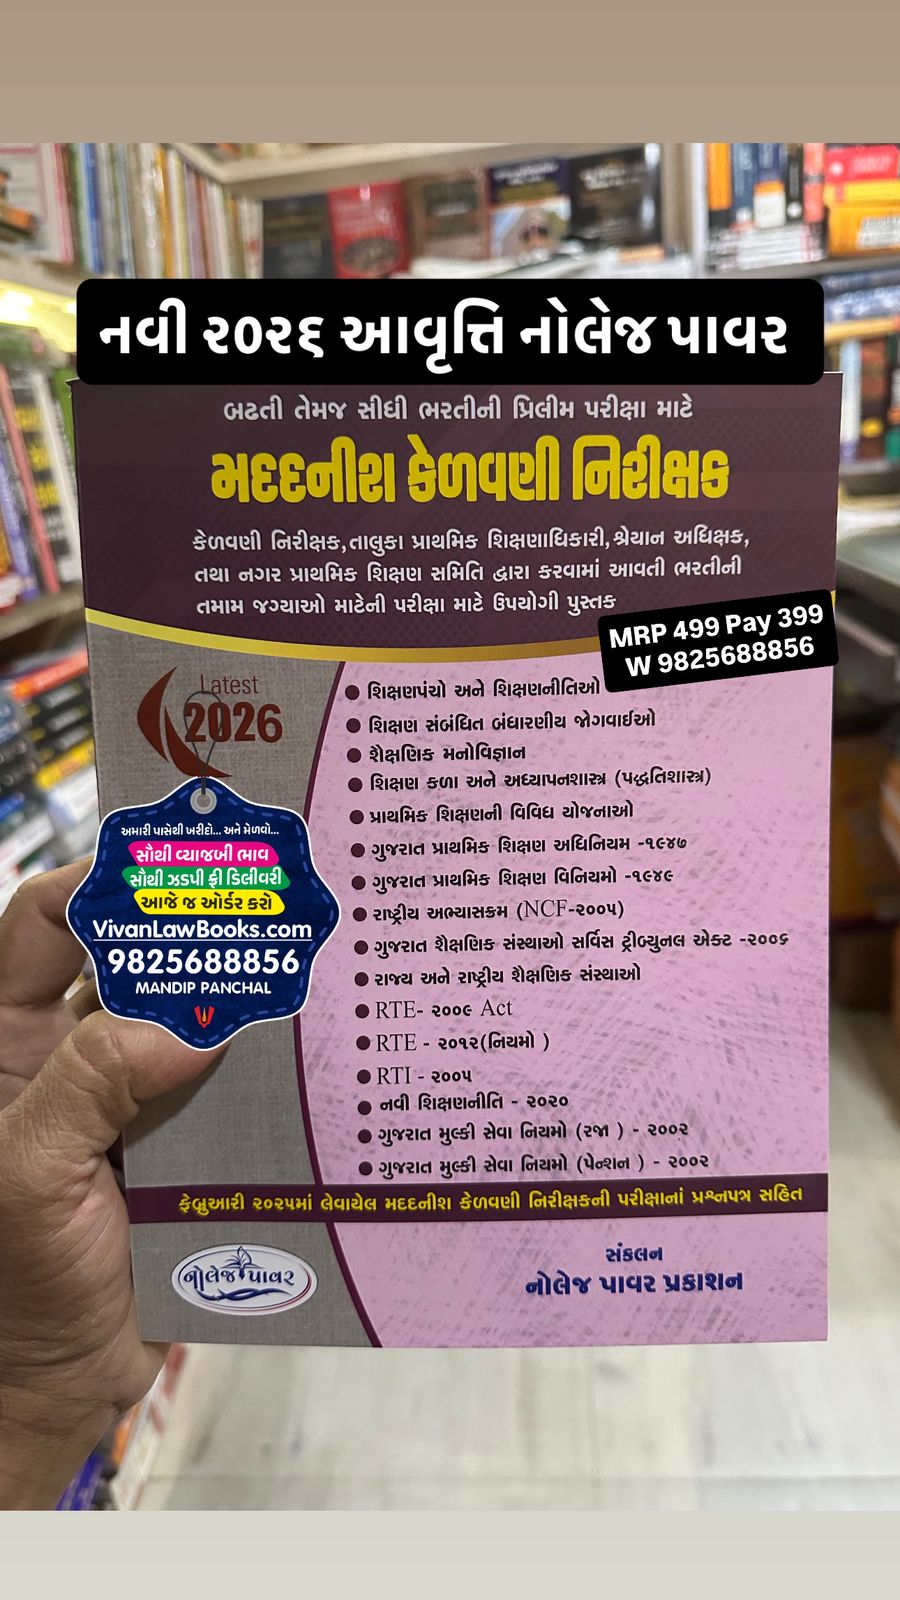 નવી ૨૦૨૬ આવૃત્તિ નોલેજ પાવર
બઢતી તેમજ સીધી ભરતીની પ્રિલીમ પરીક્ષા માટે
મદદનીશ કેળવણી નિરીક્ષક
કેળવણી નિરીક્ષક,તાલુકા પ્રાથમિક શિક્ષણાધિકારી,શ્રેયાન અધિક્ષક,
તથા નગર પ્રાથમિક શિક્ષણ સમિતિ દ્વારા કરવામાં આવતી ભરતીની
તમામ જગ્યાઓ માટેની પરીક્ષા માટે ઉપયોગી પુસ્તક
MRP 499 Pay 399
W 9825688856
Latest
2026
● શિક્ષણપંચો અને શિક્ષણનીતિઓ
● શિક્ષણ સંબંધિત બંધારણીય જોગવાઈઓ
● શૈક્ષણિક મનોવિજ્ઞાન
● શિક્ષણ કળા અને અધ્યાપનશાસ્ત્ર (પદ્ધતિશાસ્ત્ર)
● પ્રાથમિક શિક્ષણની વિવિધ યોજનાઓ
● ગુજરાત પ્રાથમિક શિક્ષણ અધિનિયમ -૧૯૪૭
● ગુજરાત પ્રાથમિક શિક્ષણ વિનિયમો -૧૯૪૯
● રાષ્ટ્રીય અભ્યાસક્રમ (NCF-૨૦૦૫)
● ગુજરાત શૈક્ષણિક સંસ્થાઓ સર્વિસ ટ્રીબ્યુનલ એક્ટ -૨૦૦૬
● રાજ્ય અને રાષ્ટ્રીય શૈક્ષણિક સંસ્થાઓ
● RTE- ૨૦૦૯ Act
● RTE - ૨૦૧૨(નિયમો )
● RTI - ૨૦૦૫
● નવી શિક્ષણનીતિ - ૨૦૨૦
● ગુજરાત મુલ્કી સેવા નિયમો (રજા ) - ૨૦૦૨
● ગુજરાત મુલ્કી સેવા નિયમો (પેન્શન ) - ૨૦૦૨
અમારી પાસેથી ખરીદો... અને મેળવો...
સૌથી વ્યાજબી ભાવ
સૌથી ઝડપી ફ્રી ડિલીવરી
આજે જ ઓર્ડર કરો
VivanLawBooks.com
9825688856
MANDIP PANCHAL
ફેબ્રુઆરી ૨૦૨૫માં લેવાયેલ મદદનીશ કેળવણી નિરીક્ષકની પરીક્ષાનાં પ્રશ્નપત્ર સહિત
નોલેજ પાવર
સંકલન
નોલેજ પાવર પ્રકાશન